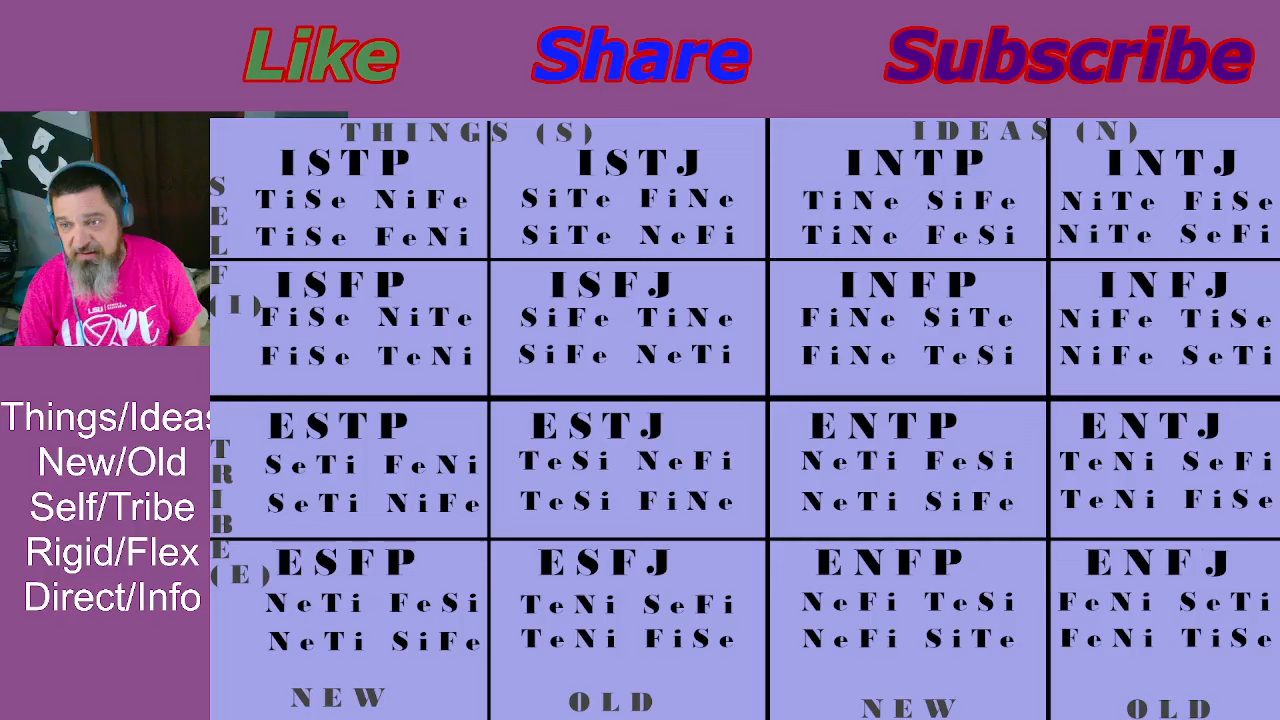 Like Share Subscribe
THINGS (S) IDEAS (N)
SELF (I)
ISTP ISTJ INTP INTJ
TiSe NiFe SiTe FiNe TiNe SiFe NiTe FiSe
TiSe FeNi SiTe NeFi TiNe FeSi NiTe SeFi
ISFP ISFJ INFP INFJ
FiSe NiTe SiFe TiNe FiNe SiTe NiFe TiSe
FiSe TeNi SiFe NeTi FiNe TeSi NiFe SeTi
HOPE
Things/Ideas
New/Old
Self/Tribe
Rigid/Flex
Direct/Info
TRIBE (E)
ESTP ESTJ ENTP ENTJ
SeTi FeNi TeSi NeFi NeTi FeSi TeNi SeFi
SeTi NiFe TeSi FiNe NeTi SiFe TeNi FiSe
ESFP ESFJ ENFP ENFJ
NeTi FeSi TeNi SeFi NeFi TeSi FeNi SeTi
NeTi SiFe TeNi FiSe NeFi SiTe FeNi TiSe
NEW OLD NEW OLD